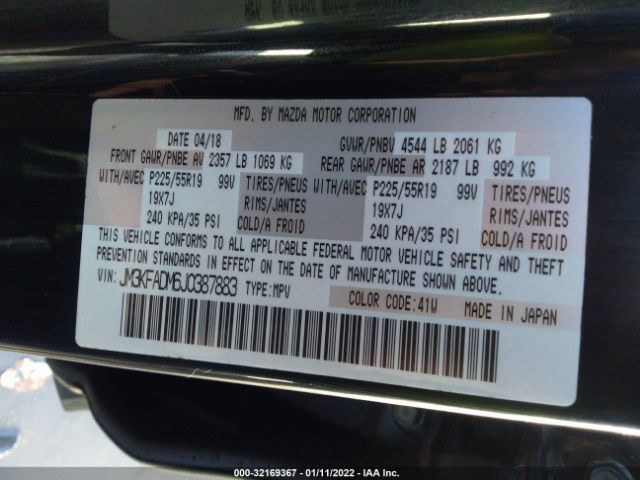 MFD. BY MAZDA MOTOR CORPORATION
DATE 04/18 GVWR/PNBV 4544 LB 2061 KG
FRONT GAWR/PNBE AV 2357 LB 1069 KG REAR GAWR/PNBE AR 2187 LB 992 KG
WITH/AVEC P225/55R19 99V TIRES/PNEUS WITH/AVEC P225/55R19 99V TIRES/PNEUS
19X7J RIMS/JANTES 19X7J RIMS/JANTES
240 KPA/35 PSI COLD/A FROID 240 KPA/35 PSI COLD/A FROID
THIS VEHICLE CONFORMS TO ALL APPLICABLE FEDERAL MOTOR VEHICLE SAFETY AND THEFT
PREVENTION STANDARDS IN EFFECT ON THE DATE OF MANUFACTURE SHOWN ABOVE.
VIN: JM3KFADM6J0387883 TYPE:MPV COLOR CODE:41W MADE IN JAPAN
000-32169367 - 01/11/2022 - IAA Inc.